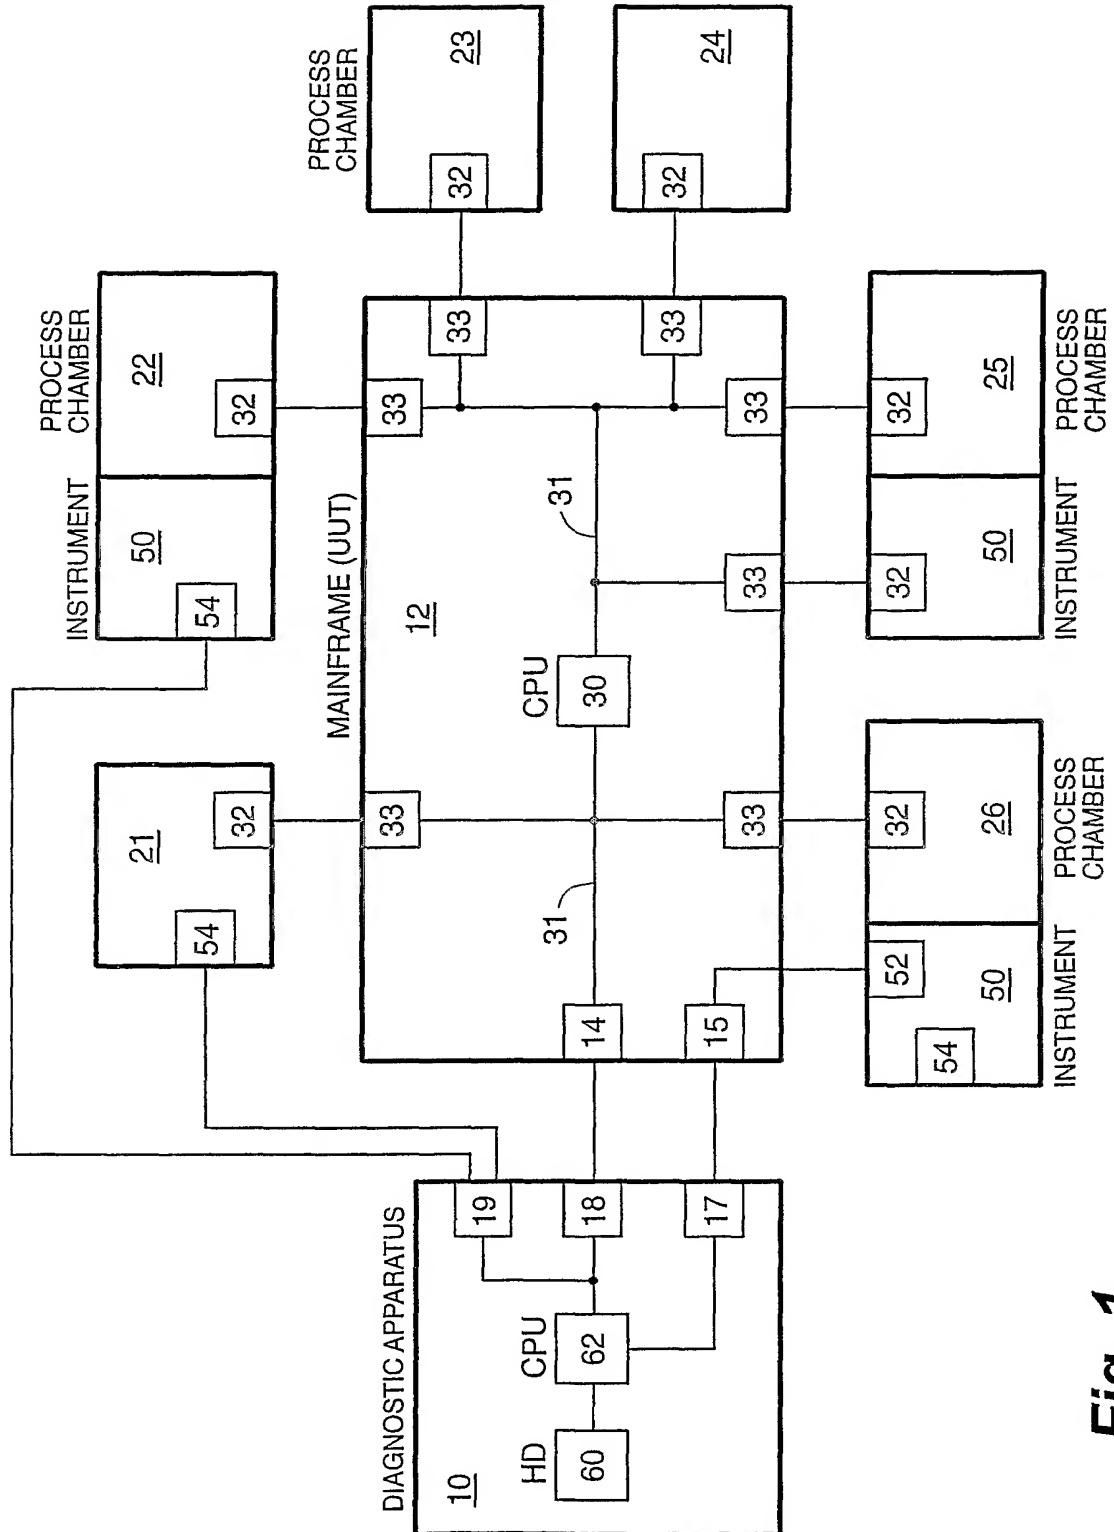 DIAGNOSTIC APPARATUS
10
HD
60
CPU
62
19
18
17
21
54
32
INSTRUMENT
50
54
PROCESS
CHAMBER
22
32
MAINFRAME (UUT)
12
14
15
31
CPU
30
31
33
33
33
33
33
33
33
PROCESS
CHAMBER
23
32
24
32
52
54
50
INSTRUMENT
32
26
PROCESS
CHAMBER
32
50
INSTRUMENT
32
25
PROCESS
CHAMBER
Fig. 1